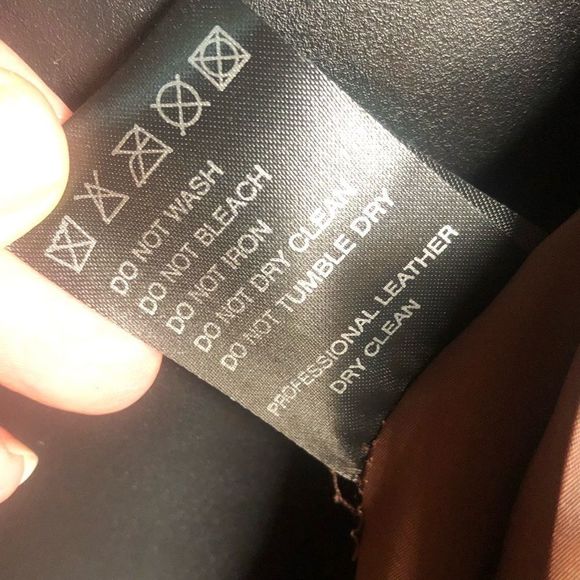 DO NOT WASH
DO NOT BLEACH
DO NOT IRON
DO NOT DRY CLEAN
DO NOT TUMBLE DRY
PROFESSIONAL LEATHER
DRY CLEAN